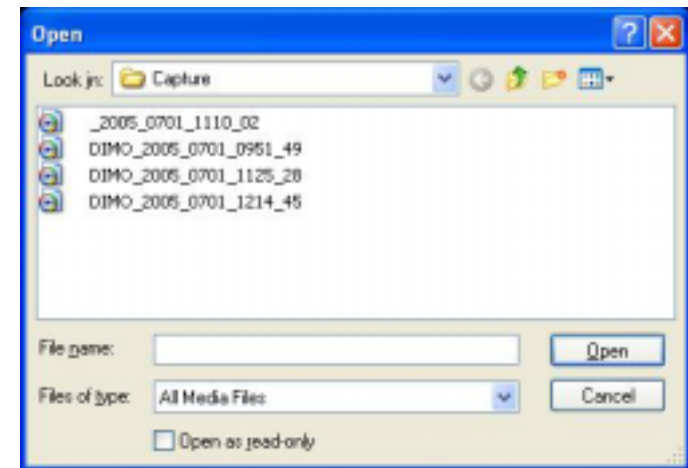 Open
Look in: Capture
_2005_0701_1110_02
DIMO_2005_0701_0951_49
DIMO_2005_0701_1125_28
DIMO_2005_0701_1214_45
File name: Open
Files of type: All Media Files Cancel
Open as read-only